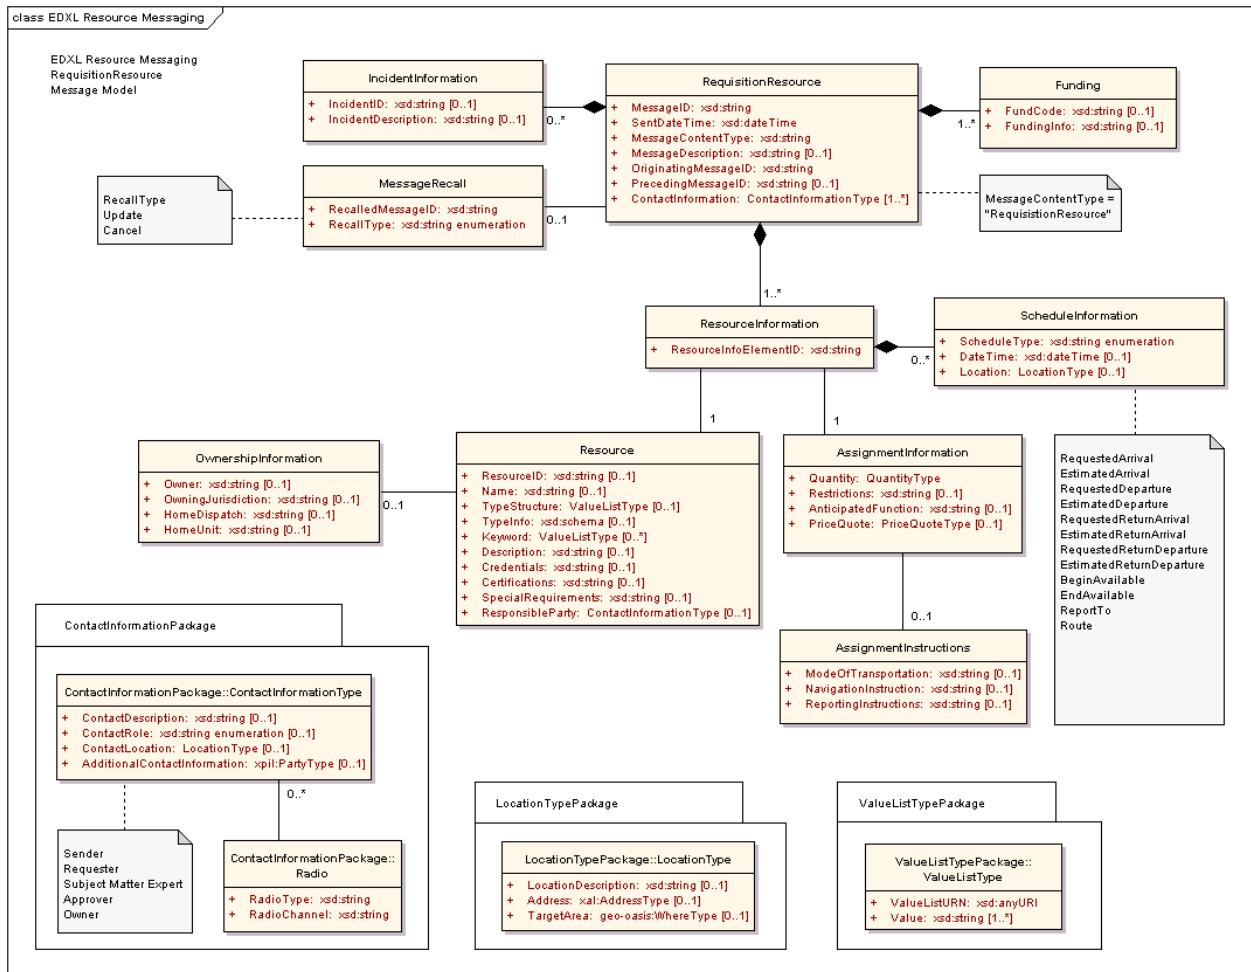 class EDXL Resource Messaging
EDXL Resource Messaging
RequisitionResource
Message Model
IncidentInformation
+ IncidentID: xsd:string [0..1]
+ IncidentDescription: xsd:string [0..1]
0..*
RequisitionResource
+ MessageID: xsd:string
+ SentDateTime: xsd:dateTime
+ MessageContentType: xsd:string
+ MessageDescription: xsd:string [0..1]
+ OriginatingMessageID: xsd:string
+ PrecedingMessageID: xsd:string [0..1]
+ ContactInformation: ContactInformationType [1..*]
Funding
+ FundCode: xsd:string [0..1]
+ FundingInfo: xsd:string [0..1]
1..*
RecallType
Update
Cancel
MessageRecall
+ RecalledMessageID: xsd:string
+ RecallType: xsd:string enumeration
0..1
MessageContentType =
"RequisistionResource"
1..*
ResourceInformation
+ ResourceInfoElementID: xsd:string
0..*
ScheduleInformation
+ ScheduleType: xsd:string enumeration
+ DateTime: xsd:dateTime [0..1]
+ Location: LocationType [0..1]
1
1
OwnershipInformation
+ Owner: xsd:string [0..1]
+ OwningJurisdiction: xsd:string [0..1]
+ HomeDispatch: xsd:string [0..1]
+ HomeUnit: xsd:string [0..1]
0..1
Resource
+ ResourceID: xsd:string [0..1]
+ Name: xsd:string [0..1]
+ TypeStructure: ValueListType [0..1]
+ TypeInfo: xsd:schema [0..1]
+ Keyword: ValueListType [0..*]
+ Description: xsd:string [0..1]
+ Credentials: xsd:string [0..1]
+ Certifications: xsd:string [0..1]
+ SpecialRequirements: xsd:string [0..1]
+ ResponsibleParty: ContactInformationType [0..1]
AssignmentInformation
+ Quantity: QuantityType
+ Restrictions: xsd:string [0..1]
+ AnticipatedFunction: xsd:string [0..1]
+ PriceQuote: PriceQuoteType [0..1]
0..1
AssignmentInstructions
+ ModeOfTransportation: xsd:string [0..1]
+ NavigationInstruction: xsd:string [0..1]
+ ReportingInstructions: xsd:string [0..1]
RequestedArrival
EstimatedArrival
RequestedDeparture
EstimatedDeparture
RequestedReturnArrival
EstimatedReturnArrival
RequestedReturnDeparture
EstimatedReturnDeparture
BeginAvailable
EndAvailable
ReportTo
Route
ContactInformationPackage
ContactInformationPackage::ContactInformationType
+ ContactDescription: xsd:string [0..1]
+ ContactRole: xsd:string enumeration [0..1]
+ ContactLocation: LocationType [0..1]
+ AdditionalContactInformation: xpil:PartyType [0..1]
0..*
Sender
Requester
Subject Matter Expert
Approver
Owner
ContactInformationPackage::
Radio
+ RadioType: xsd:string
+ RadioChannel: xsd:string
LocationTypePackage
LocationTypePackage::LocationType
+ LocationDescription: xsd:string [0..1]
+ Address: xal:AddressType [0..1]
+ TargetArea: geo-oasis:WhereType [0..1]
ValueListTypePackage
ValueListTypePackage::
ValueListType
+ ValueListURN: xsd:anyURI
+ Value: xsd:string [1..*]